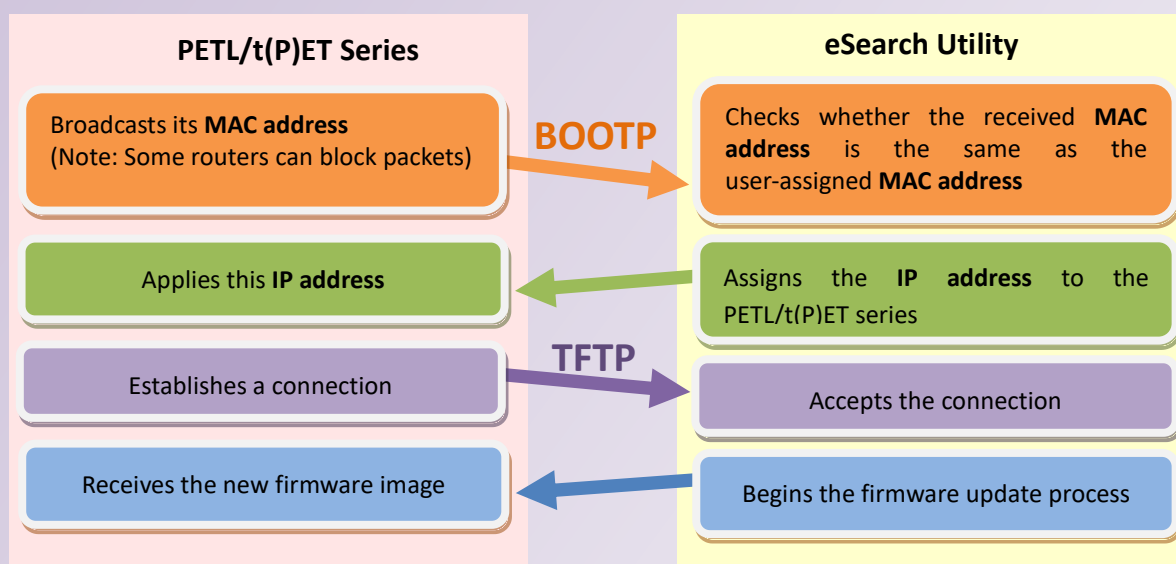 PETL/t(P)ET Series
eSearch Utility
Broadcasts its MAC address
(Note: Some routers can block packets)
BOOTP
Checks whether the received MAC
address is the same as the
user-assigned MAC address
Applies this IP address
Assigns the IP address to the
PETL/t(P)ET series
Establishes a connection
TFTP
Accepts the connection
Receives the new firmware image
Begins the firmware update process